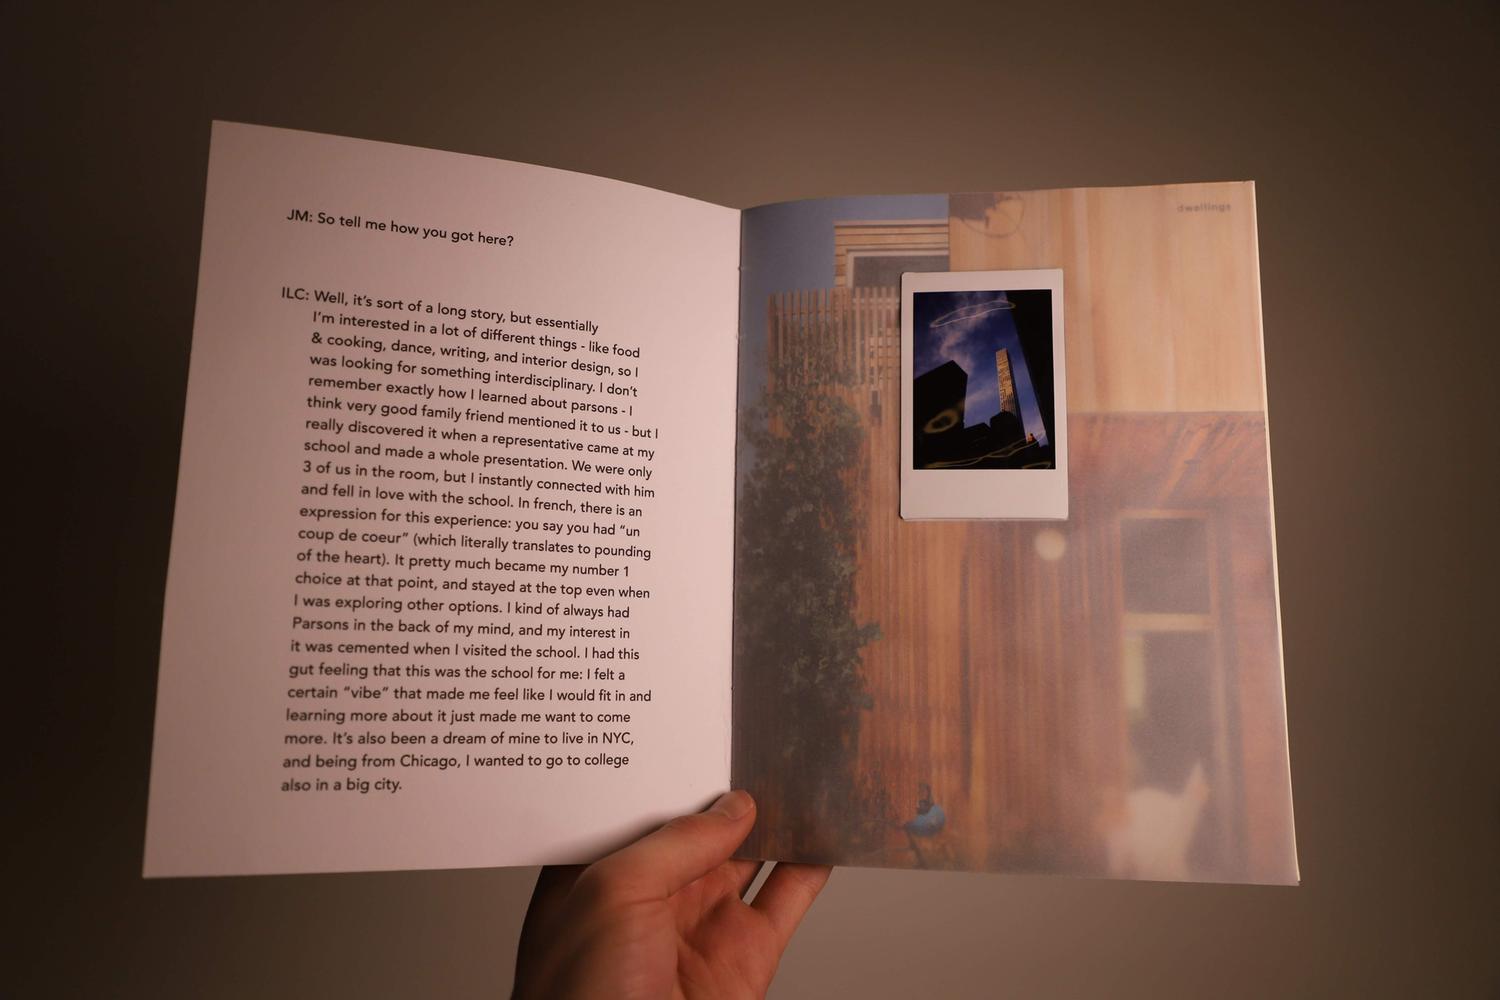 JM: So tell me how you got here?
ILC: Well, it's sort of a long story, but essentially
I'm interested in a lot of different things - like food
& cooking, dance, writing, and interior design, so I
was looking for something interdisciplinary. I don't
remember exactly how I learned about parsons - I
think very good family friend mentioned it to us - but I
really discovered it when a representative came at my
school and made a whole presentation. We were only
3 of us in the room, but I instantly connected with him
and fell in love with the school. In french, there is an
expression for this experience: you say you had “un
coup de coeur” (which literally translates to pounding
of the heart). It pretty much became my number 1
choice at that point, and stayed at the top even when
I was exploring other options. I kind of always had
Parsons in the back of my mind, and my interest in
it was cemented when I visited the school. I had this
gut feeling that this was the school for me: I felt a
certain “vibe” that made me feel like I would fit in and
learning more about it just made me want to come
more. It's also been a dream of mine to live in NYC,
and being from Chicago, I wanted to go to college
also in a big city.
dwellings